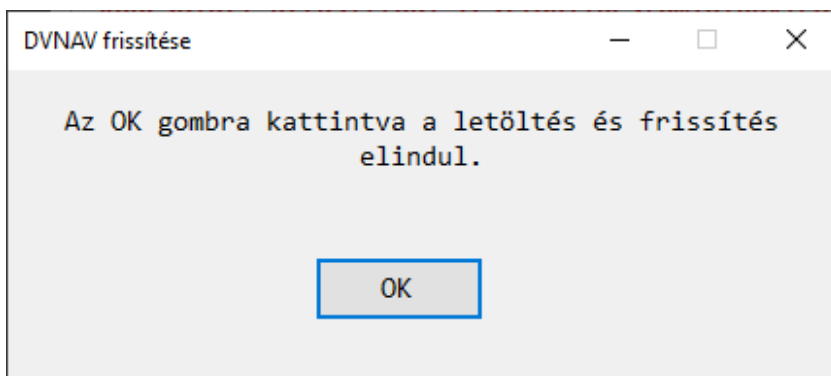 DVNAV frissítése
Az OK gombra kattintva a letöltés és frissítés
elindul.
OK